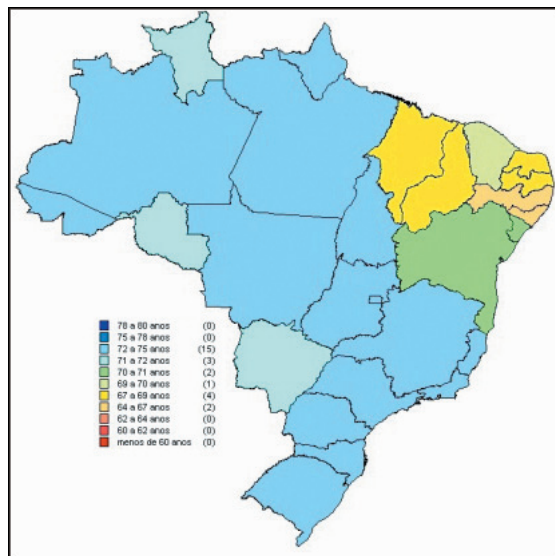 78 a 80 anos (0)
75 a 78 anos (0)
72 a 75 anos (15)
71 a 72 anos (3)
70 a 71 anos (2)
69 a 70 anos (1)
67 a 69 anos (4)
64 a 67 anos (2)
62 a 64 anos (0)
60 a 62 anos (0)
menos de 60 anos (0)